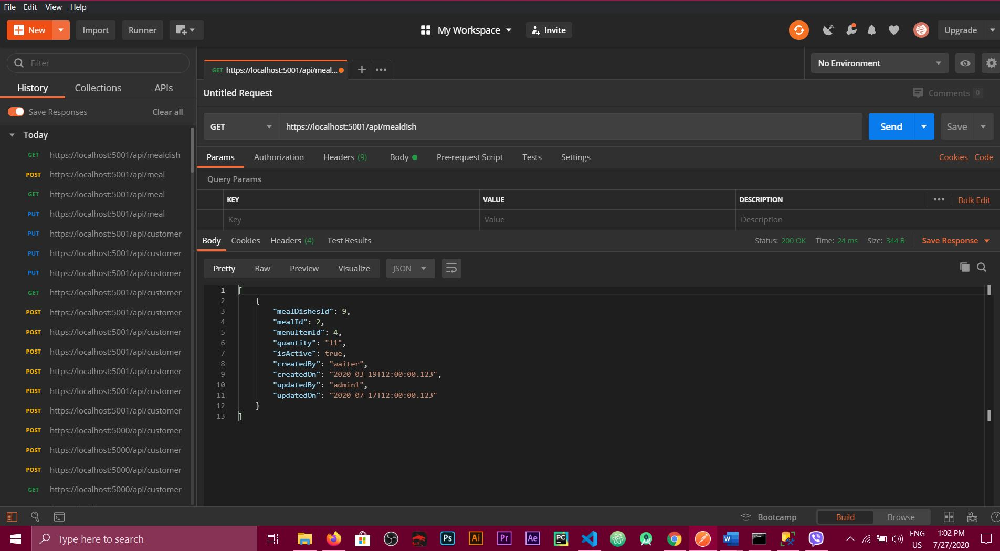 File Edit View Help
New Import Runner My Workspace Invite Upgrade
Filter
GET https://localhost:5001/api/meal...
No Environment
History Collections APIs
Untitled Request
Comments 0
Save Responses Clear all
GET https://localhost:5001/api/mealdish Send Save
Today
GET https://localhost:5001/api/mealdish
POST https://localhost:5001/api/meal
GET https://localhost:5001/api/meal
PUT https://localhost:5001/api/meal
PUT https://localhost:5001/api/customer
PUT https://localhost:5001/api/customer
PUT https://localhost:5001/api/customer
GET https://localhost:5001/api/customer
POST https://localhost:5001/api/customer
POST https://localhost:5001/api/customer
POST https://localhost:5001/api/customer
POST https://localhost:5001/api/customer
POST https://localhost:5001/api/customer
POST https://localhost:5001/api/customer
POST https://localhost:5000/api/customer
POST https://localhost:5000/api/customer
POST https://localhost:5000/api/customer
GET https://localhost:5000/api/customer
Params Authorization Headers (9) Body Pre-request Script Tests Settings Cookies Code
Query Params
KEY VALUE DESCRIPTION ••• Bulk Edit
Key Value Description
Body Cookies Headers (4) Test Results Status: 200 OK Time: 24 ms Size: 344 B Save Response
Pretty Raw Preview Visualize JSON
1 [
2 {
3 "mealDishesId": 9,
4 "mealId": 2,
5 "menuItemId": 4,
6 "quantity": "11",
7 "isActive": true,
8 "createdBy": "waiter",
9 "createdOn": "2020-03-19T12:00:00.123",
10 "updatedBy": "admin1",
11 "updatedOn": "2020-07-17T12:00:00.123"
12 }
13 ]
Bootcamp Build Browse
Type here to search
Ps Ai Pr Ae PC W
ENG
US
1:02 PM
7/27/2020